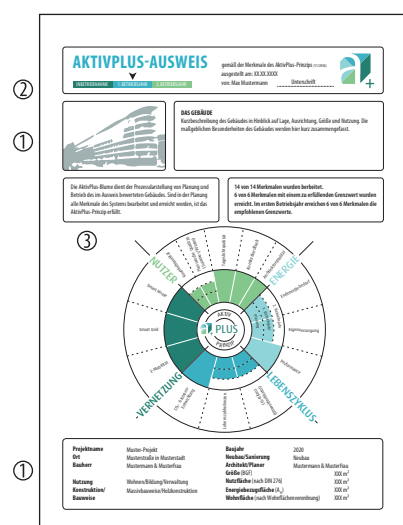 AKTIVPLUS-AUSWEIS
gemäß der Merkmale des AktivPlus-Prinzips
ausgestellt am: XX.XX.XXXX
von: Max Mustermann Unterschrift
INBETRIEBNAHME 1. BETRIEBSJAHR 2. BETRIEBSJAHR
a
+
②
①
DAS GEBÄUDE
Kurzbeschreibung des Gebäudes in Hinblick auf Lage, Ausrichtung, Größe und Nutzung. Die
maßgeblichen Besonderheiten des Gebäudes werden hier kurz zusammengefasst.
Die AktivPlus-Blume dient der Prozessdarstellung von Planung und
Betrieb des im Ausweis bewerteten Gebäudes. Sind in der Planung
alle Merkmale des Systems bearbeitet und erreicht worden, ist das
AktivPlus-Prinzip erfüllt.
14 von 14 Merkmalen wurden berbeitet.
6 von 6 Merkmalen mit einem zu erfüllenden Grenzwert wurden
erreicht. Im ersten Betriebjahr erreichen 6 von 6 Merkmalen die
empfohlenen Grenzwerte.
③
NUTZER
ENERGIE
Smart Meter
Endenergiebedarf
Smart Grid
Eigenversorgung
AKTIV
PLUS
PRINZIP
E-Mobilität
VERNETZUNG
LEBENSZYKLUS
①
Projektname Muster-Projekt
Ort Musterstraße in Musterstadt
Bauherr Mustermann & Musterfrau
Nutzung Wohnen/Bildung/Verwaltung
Konstruktion/ Massivbauweise/Holzkonstruktion
Bauweise
Baujahr 2020
Neubau/Sanierung Neubau
Architekt/Planer Mustermann & Musterfrau
Größe (BGF) XXX m²
Nutzfläche (nach DIN 276) XXX m²
Energiebezugsfläche XXX m²
Wohnfläche (nach Wohnflächenverordnung) XXX m²